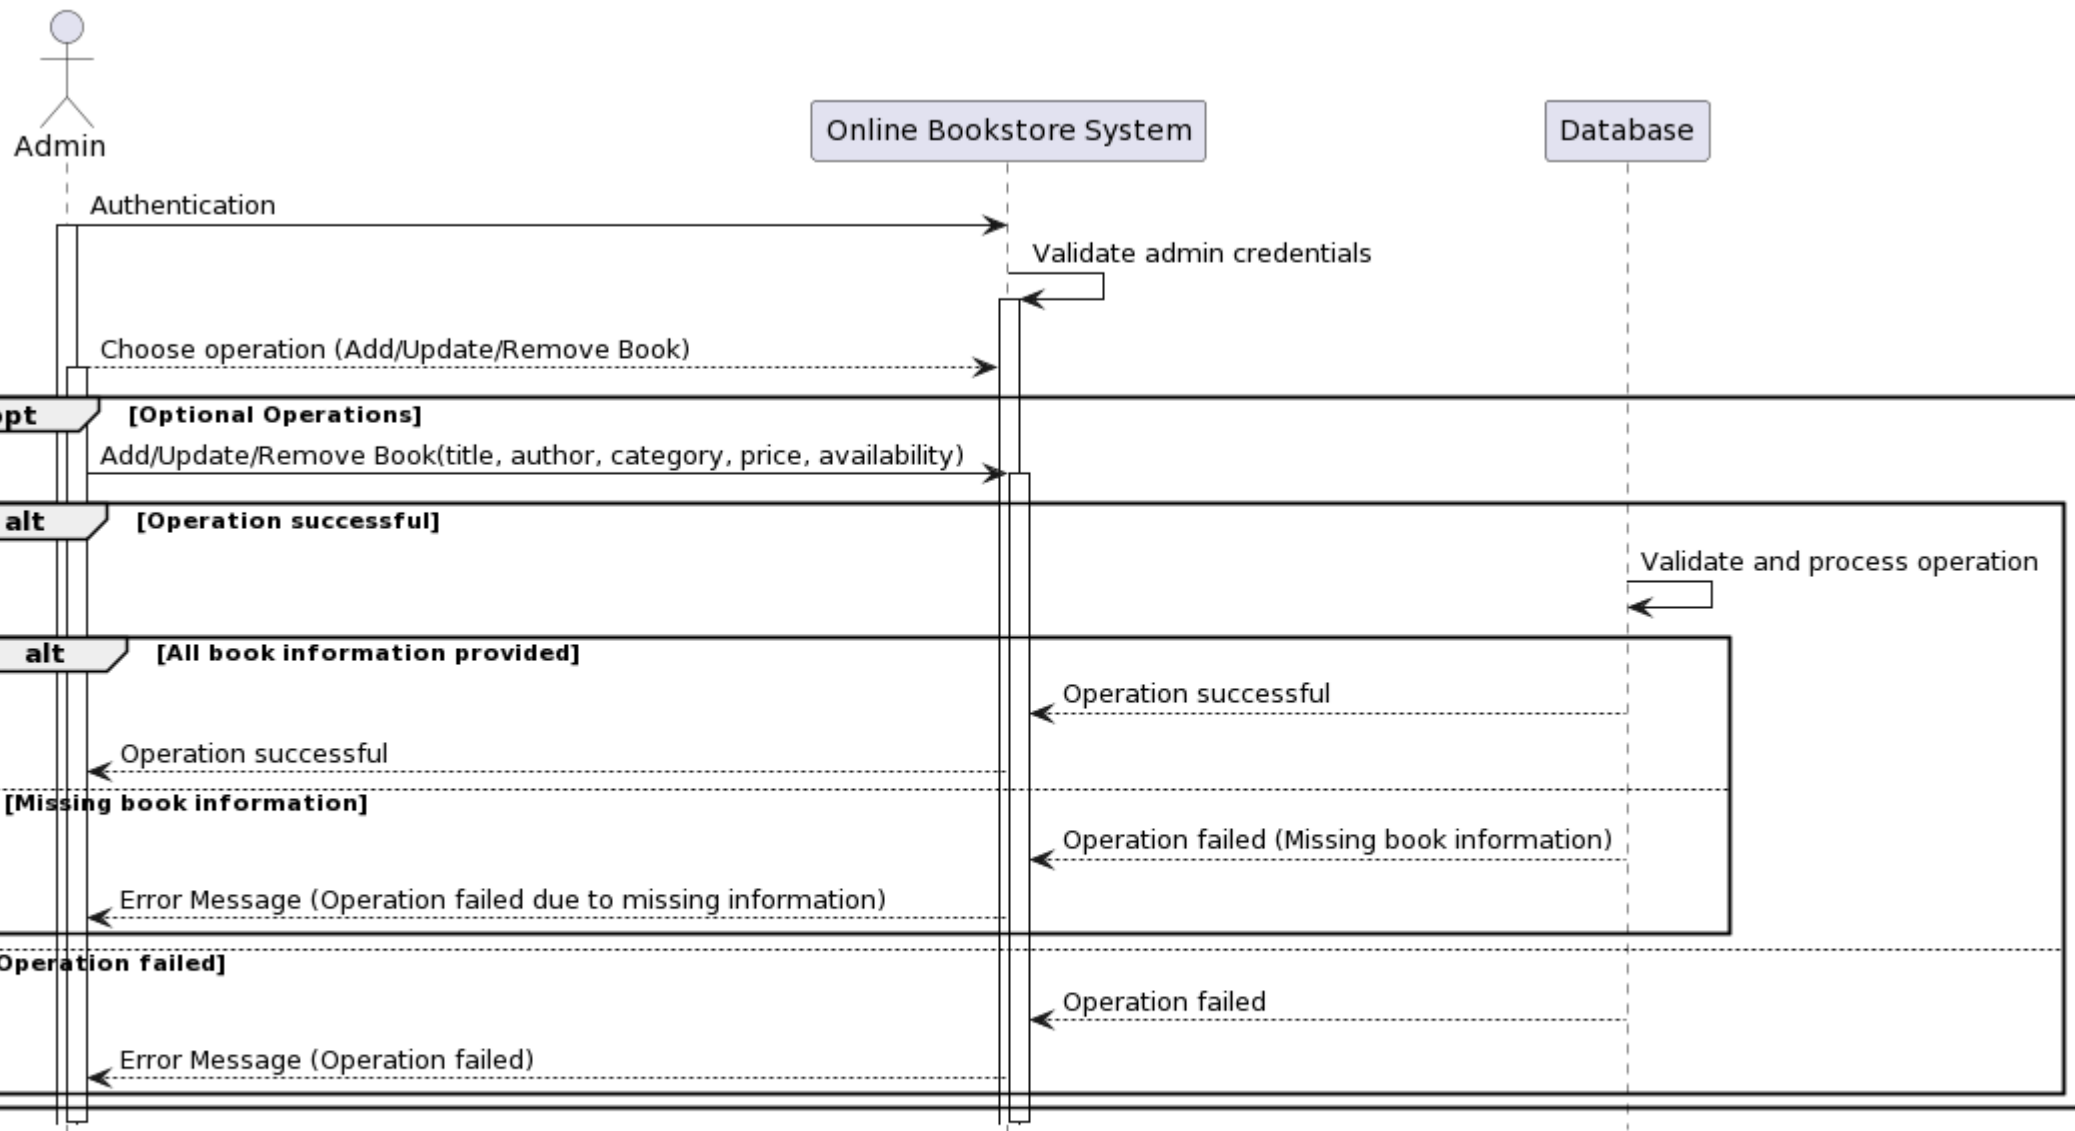 Admin
Online Bookstore System
Database
Authentication
Validate admin credentials
Choose operation (Add/Update/Remove Book)
opt [Optional Operations]
Add/Update/Remove Book(title, author, category, price, availability)
alt [Operation successful]
Validate and process operation
alt [All book information provided]
Operation successful
Operation successful
[Missing book information]
Operation failed (Missing book information)
Error Message (Operation failed due to missing information)
Operation failed]
Operation failed
Error Message (Operation failed)